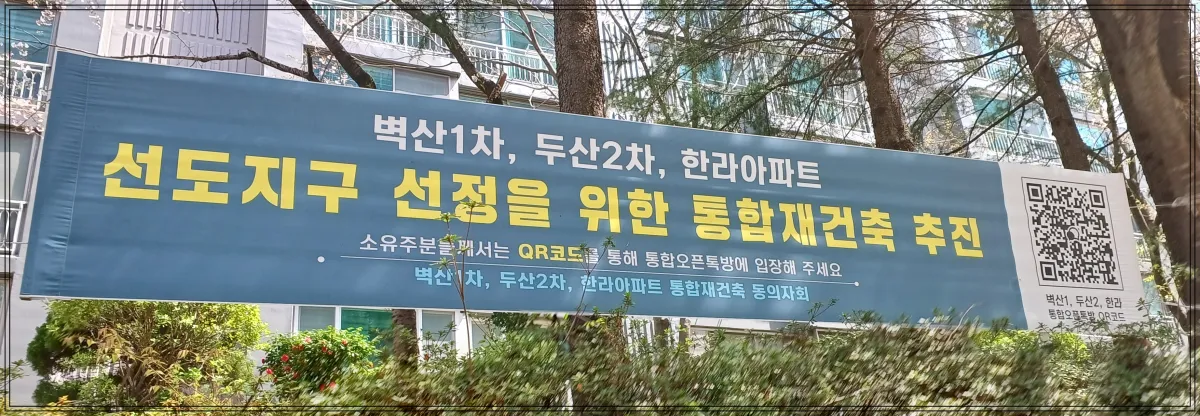 벽산1차, 두산2차, 한라아파트
선도지구 선정을 위한 통합재건축 추진
소유주분들께서는 QR코드를 통해 통합오픈톡방에 입장해 주세요
벽산1차, 두산2차, 한라아파트 통합재건축 동의자회
벽산1, 두산2, 한라
통합오픈톡방 QR코드